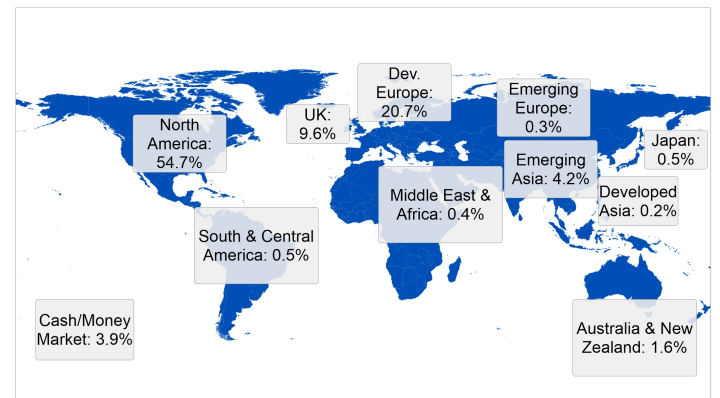 Dev.
Europe:
20.7%
Emerging
Europe:
0.3%
UK:
9.6%
North
America:
54.7%
Japan:
0.5%
Emerging
Asia: 4.2%
Middle East &
Africa: 0.4%
Developed
Asia: 0.2%
South & Central
America: 0.5%
Cash/Money
Market: 3.9%
Australia & New
Zealand: 1.6%